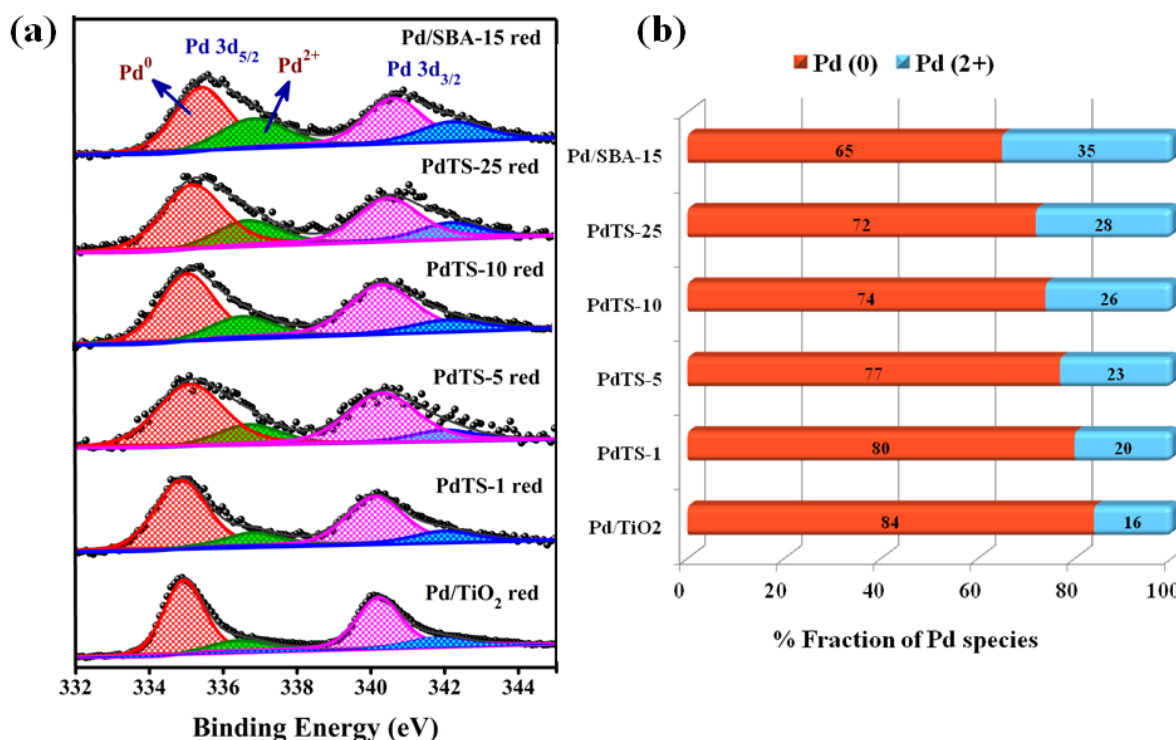 (a)
Pd/SBA-15 red
Pd⁰
Pd 3d₅/₂
Pd²⁺
Pd 3d₃/₂
PdTS-25 red
PdTS-10 red
PdTS-5 red
PdTS-1 red
Pd/TiO₂ red
332 334 336 338 340 342 344
Binding Energy (eV)
(b)
Pd (0) Pd (2+)
Pd/SBA-15 65 35
PdTS-25 72 28
PdTS-10 74 26
PdTS-5 77 23
PdTS-1 80 20
Pd/TiO2 84 16
0 20 40 60 80 100
% Fraction of Pd species